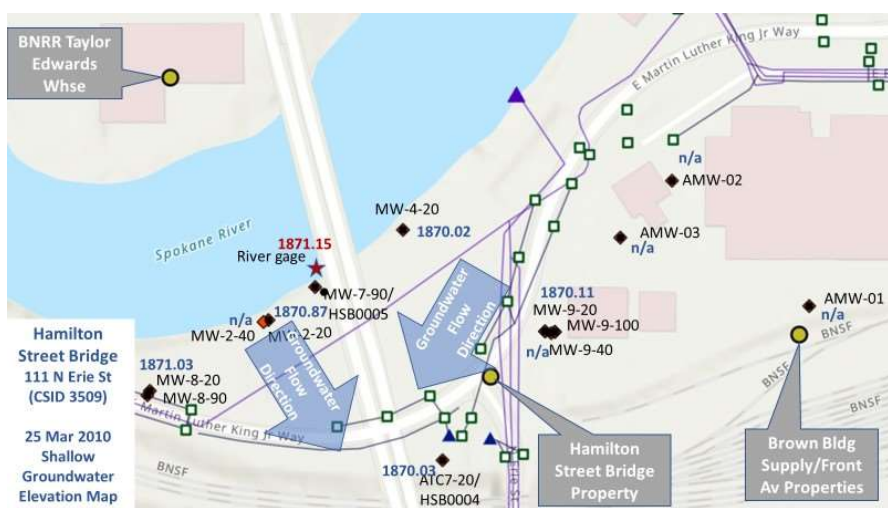 BNRR Taylor
Edwards
Whse
E Martin Luther King Jr Way
n/a
AMW-02
MW-4-20
1870.02
Spokane River
1871.15
River gage
AMW-03
n/a
MW-7-90/
HSB0005
Groundwater
Flow
Direction
1870.11
MW-9-20
MW-9-100
n/a
MW-9-40
AMW-01
n/a
BNSF
BNSF
n/a
1870.87
MW-2-40
MW-2-20
Groundwater
Flow
Direction
Hamilton
Street Bridge
111 N Erie St
(CSID 3509)
25 Mar 2010
Shallow
Groundwater
Elevation Map
1871.03
MW-8-20
MW-8-90
E Martin Luther King Jr Way
BNSF
1870.03
ATC7-20/
HSB0004
Hamilton
Street Bridge
Property
Brown Bldg
Supply/Front
Av Properties
BNSF